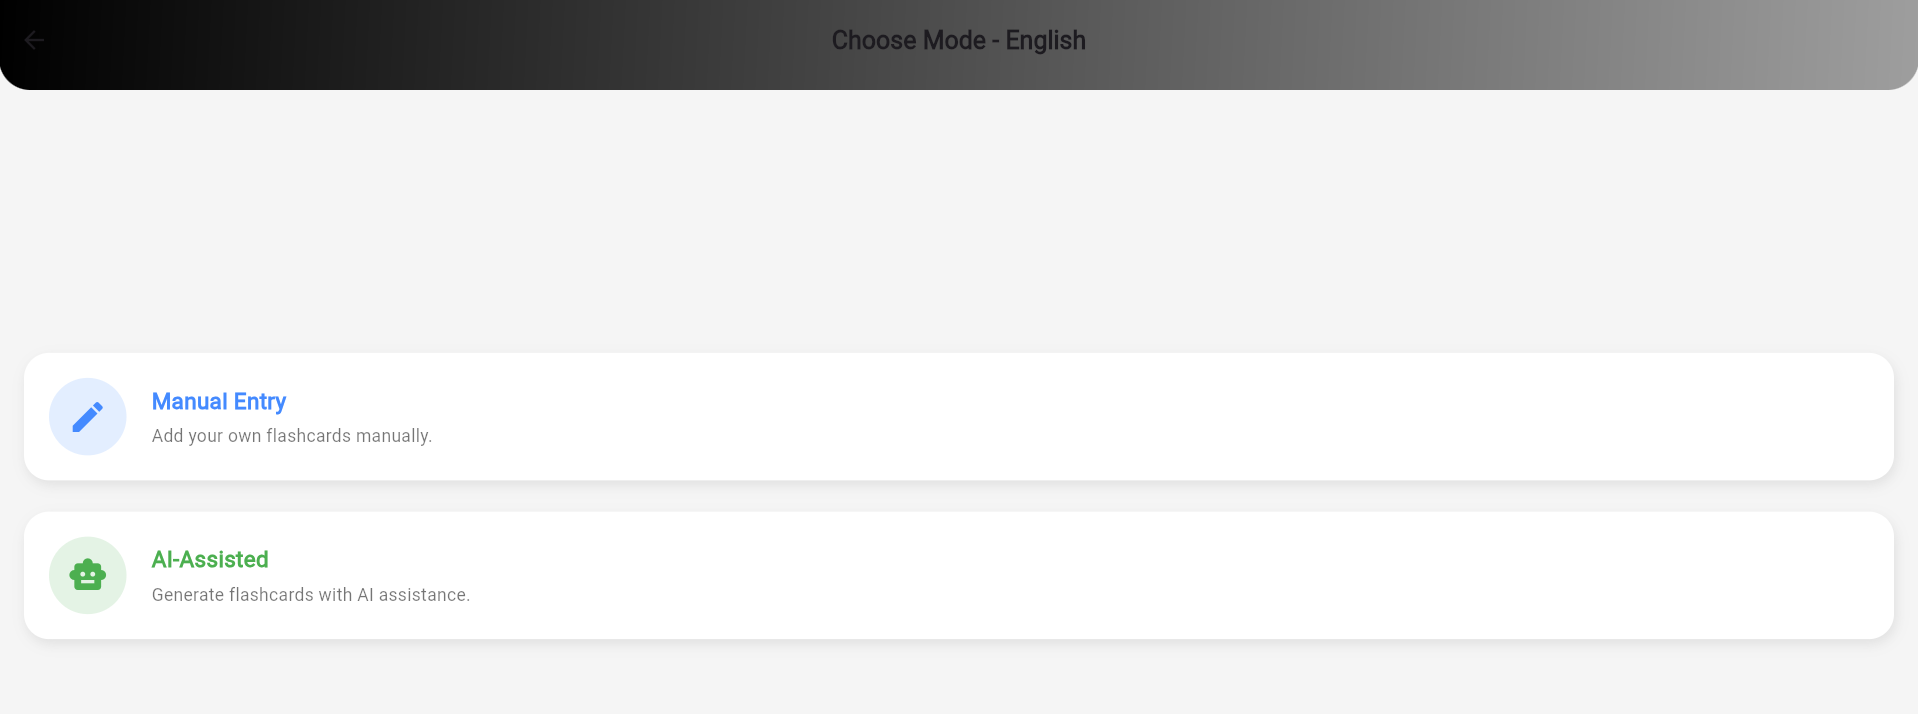 Choose Mode - English
Manual Entry
Add your own flashcards manually.
AI-Assisted
Generate flashcards with AI assistance.